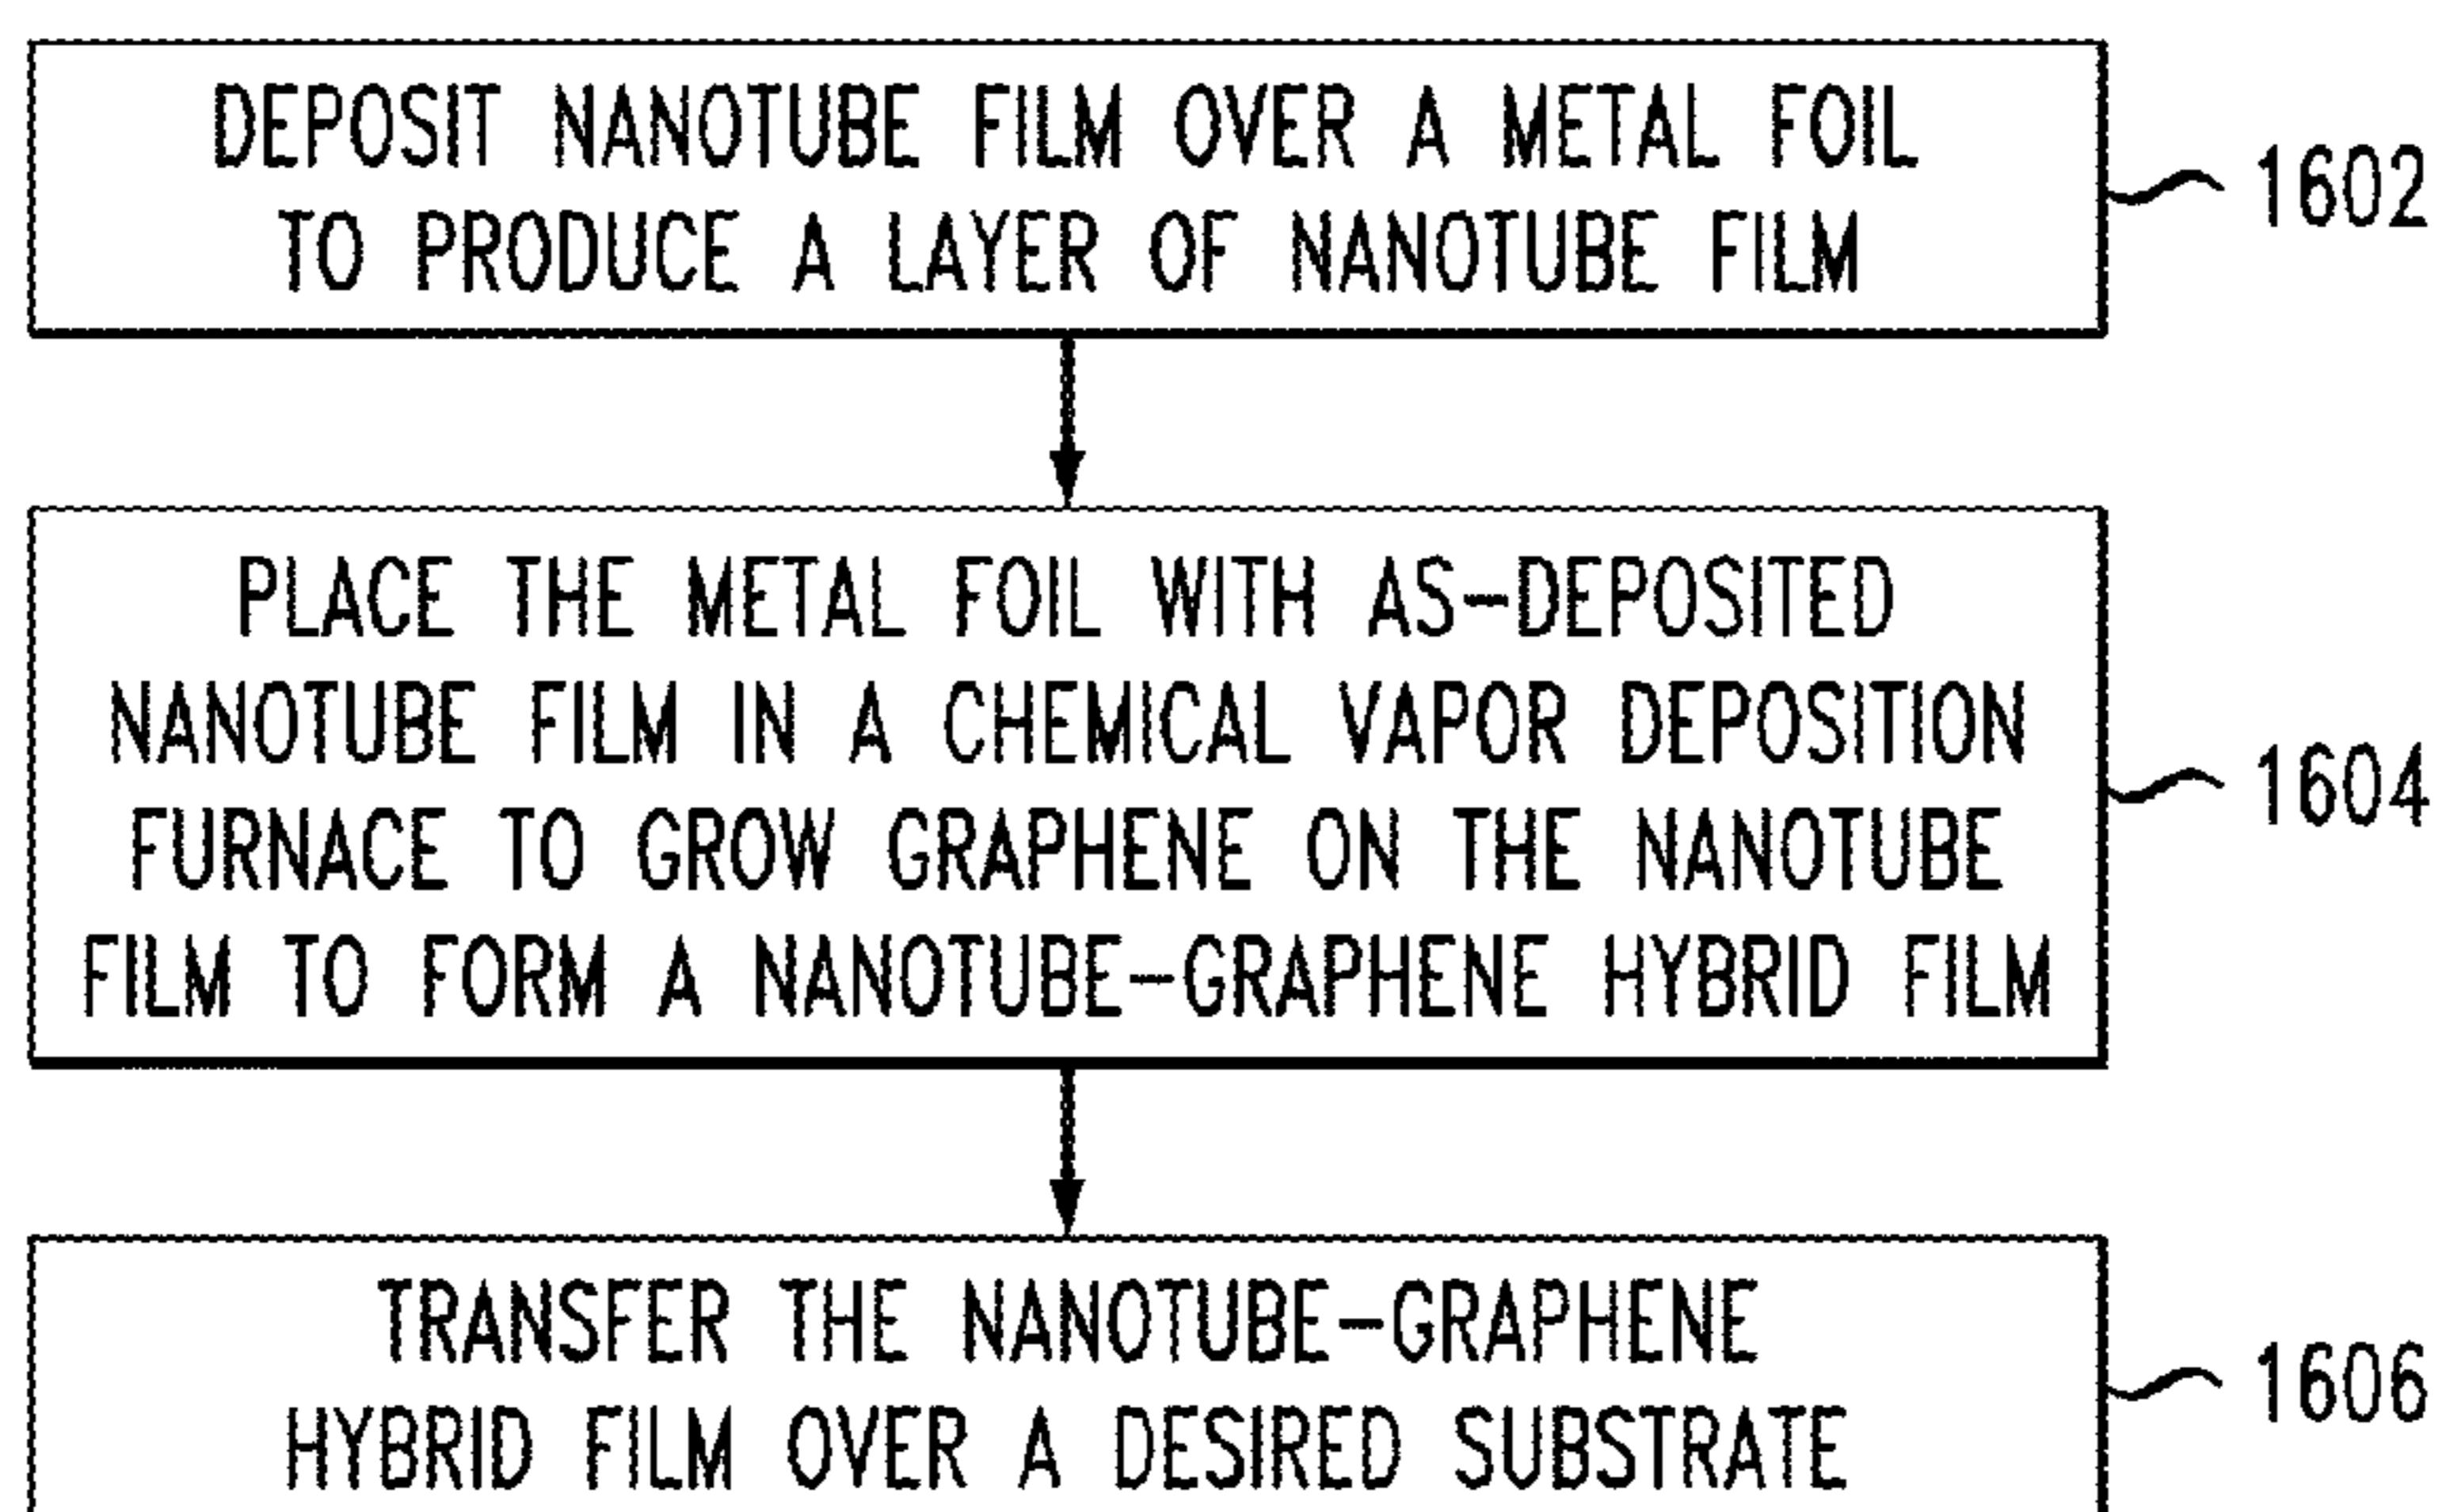 DEPOSIT NANOTUBE FILM OVER A METAL FOIL
TO PRODUCE A LAYER OF NANOTUBE FILM
1602
PLACE THE METAL FOIL WITH AS-DEPOSITED
NANOTUBE FILM IN A CHEMICAL VAPOR DEPOSITION
FURNACE TO GROW GRAPHENE ON THE NANOTUBE
FILM TO FORM A NANOTUBE-GRAPHENE HYBRID FILM
1604
TRANSFER THE NANOTUBE-GRAPHENE
HYBRID FILM OVER A DESIRED SUBSTRATE
1606